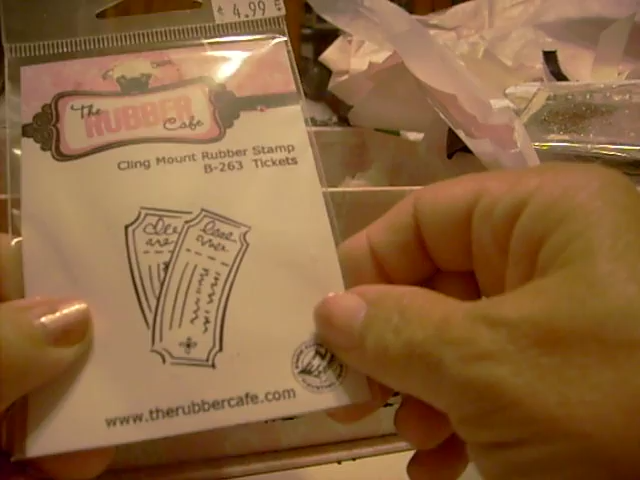 4.99
The
RUBBER
Cafe
Cling Mount Rubber Stamp
B-263 Tickets
www.therubbercafe.com